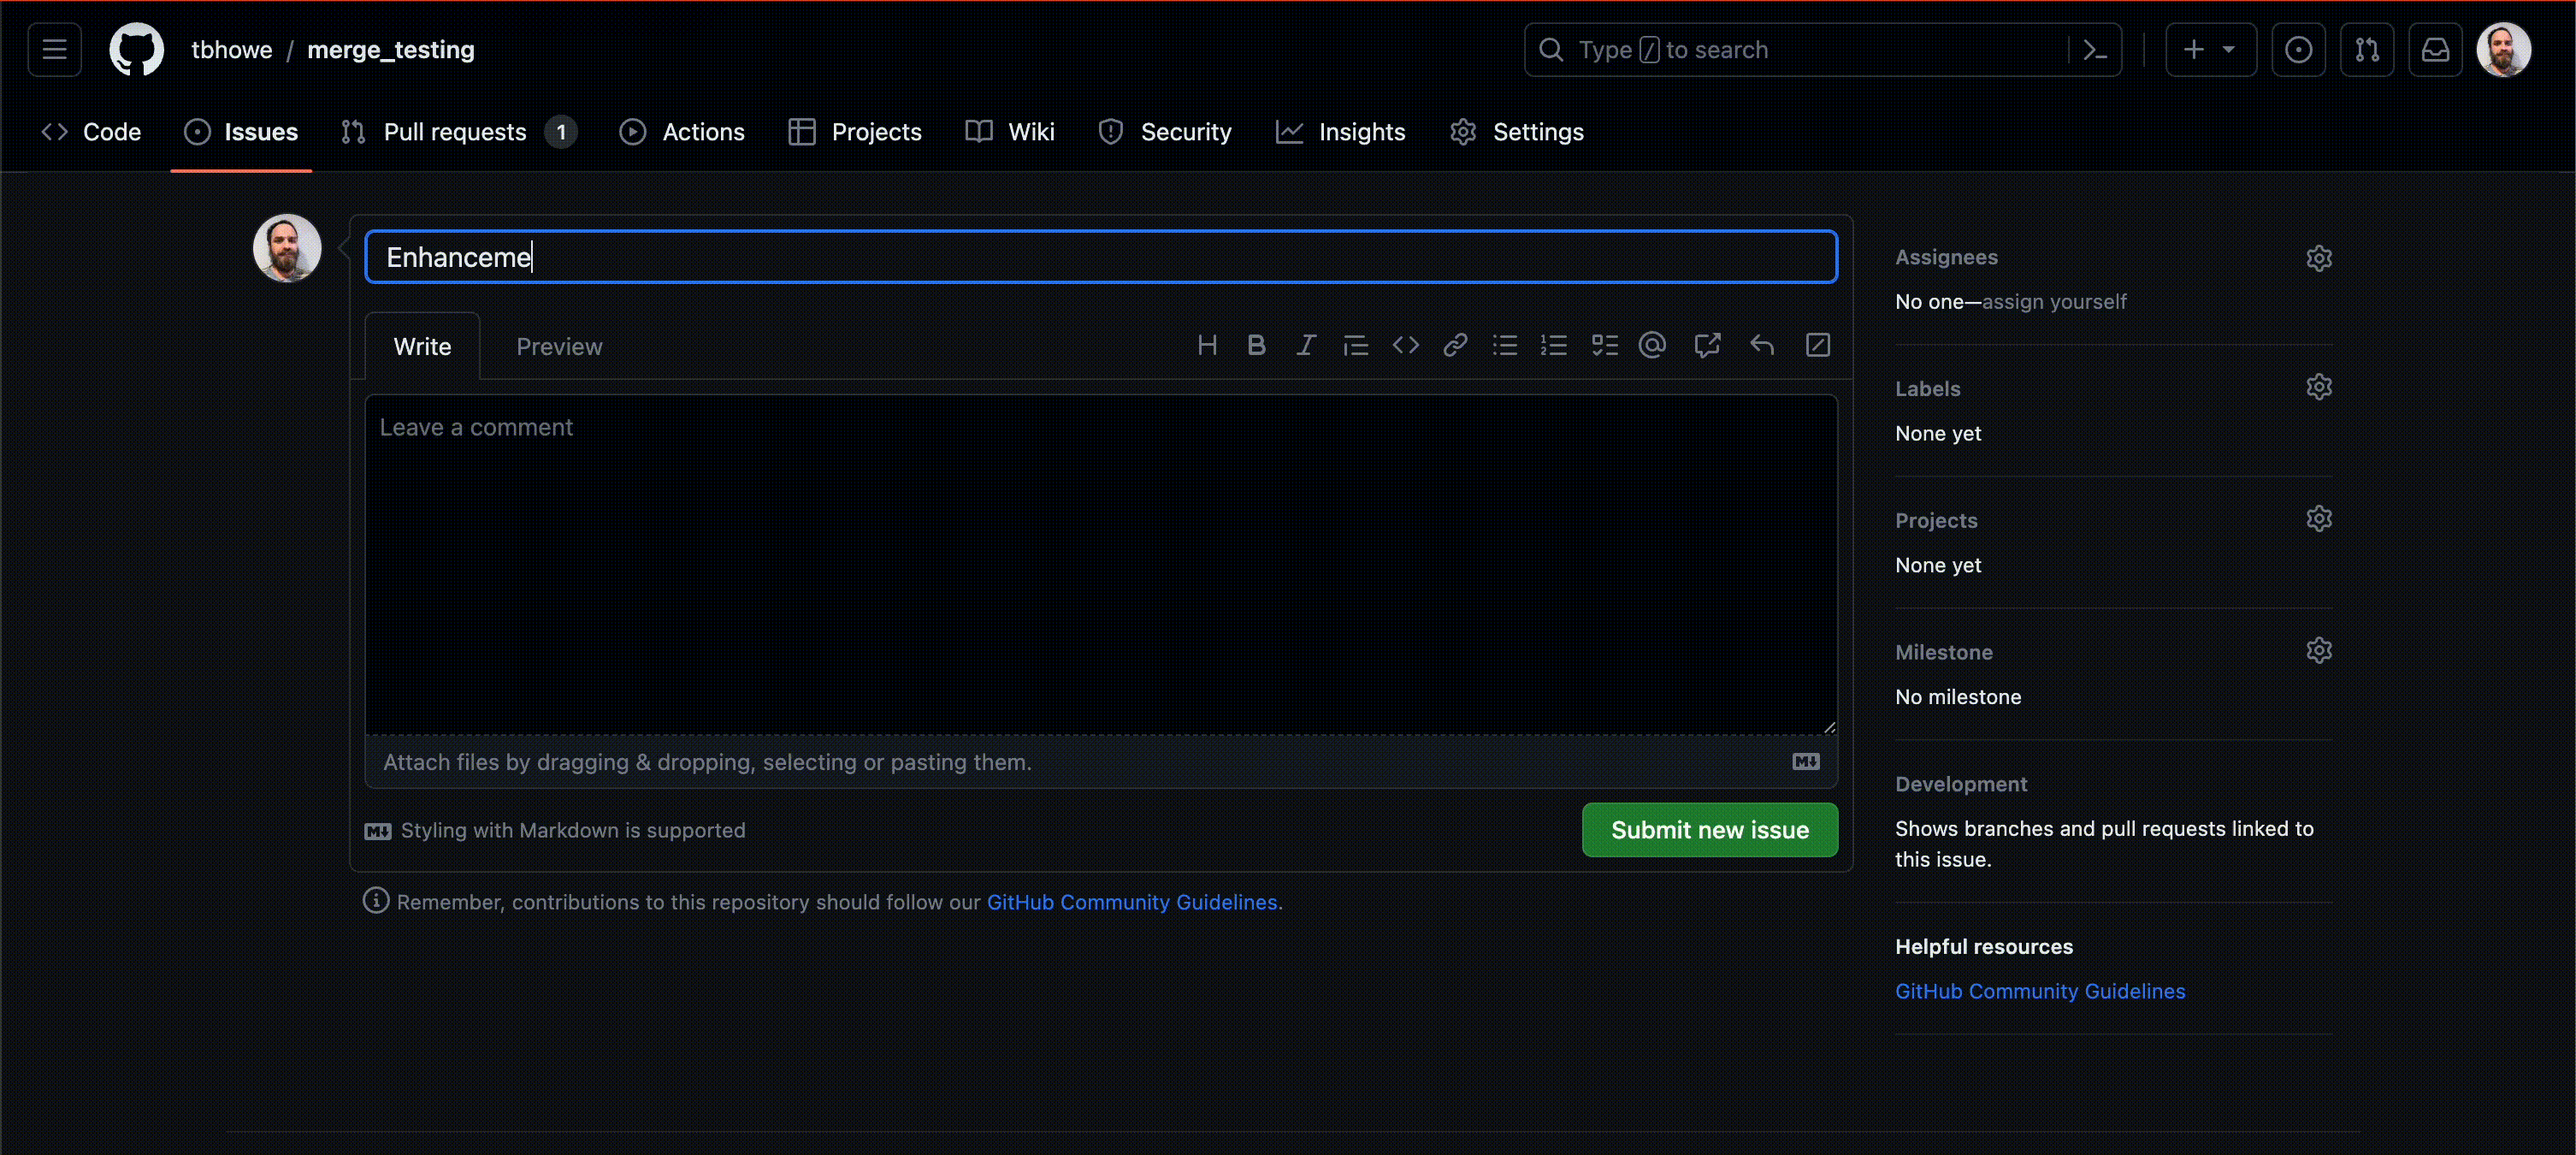 tbhowe / merge_testing
Type / to search
Code Issues Pull requests 1 Actions Projects Wiki Security Insights Settings
Enhanceme
Write Preview
Leave a comment
Attach files by dragging & dropping, selecting or pasting them.
Styling with Markdown is supported
Submit new issue
Remember, contributions to this repository should follow our GitHub Community Guidelines.
Assignees
No one—assign yourself
Labels
None yet
Projects
None yet
Milestone
No milestone
Development
Shows branches and pull requests linked to
this issue.
Helpful resources
GitHub Community Guidelines